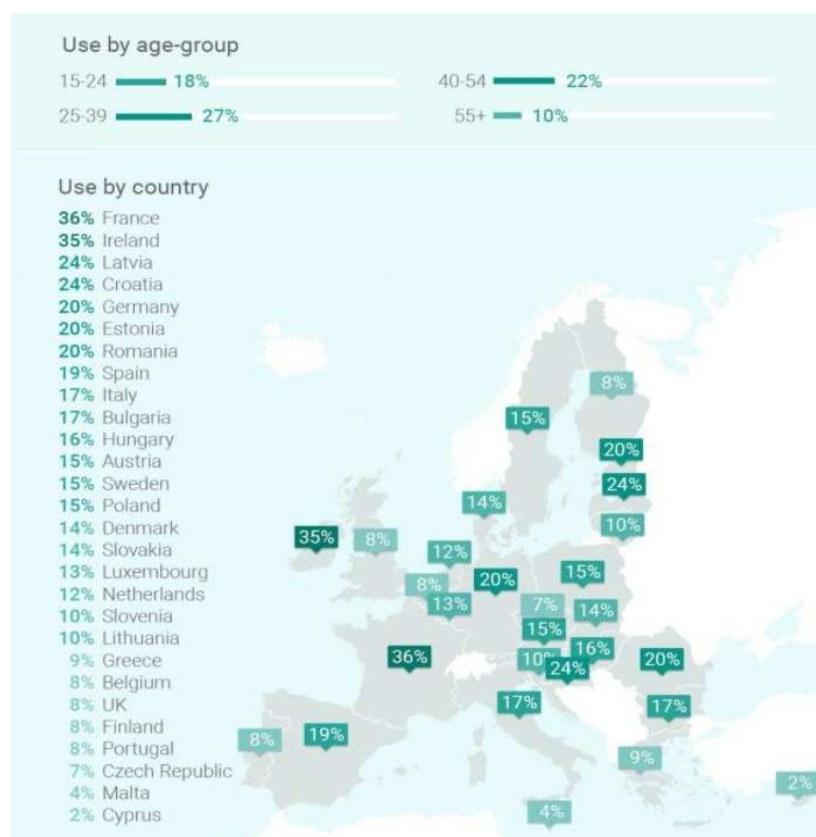 Use by age-group
15-24 18% 40-54 22%
25-39 27% 55+ 10%
Use by country
36% France
35% Ireland
24% Latvia
24% Croatia
20% Germany
20% Estonia
20% Romania
19% Spain
17% Italy
17% Bulgaria
16% Hungary
15% Austria
15% Sweden
15% Poland
14% Denmark
14% Slovakia
13% Luxembourg
12% Netherlands
10% Slovenia
10% Lithuania
9% Greece
8% Belgium
8% UK
8% Finland
8% Portugal
7% Czech Republic
4% Malta
2% Cyprus
8%
15%
20%
24%
14%
10%
35%
8%
12%
15%
20%
8%
7%
13%
14%
15%
16%
36%
10%
24%
20%
17%
17%
19%
8%
9%
2%
4%